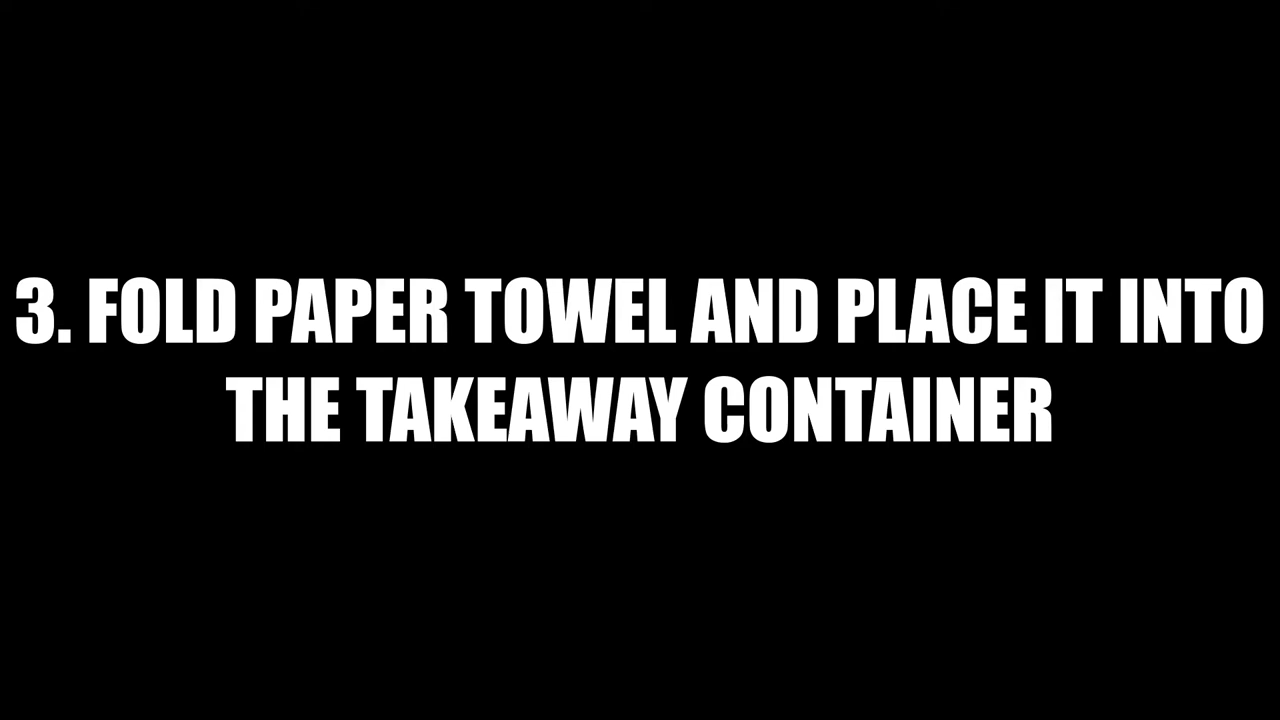 3. FOLD PAPER TOWEL AND PLACE IT INTO
THE TAKEAWAY CONTAINER